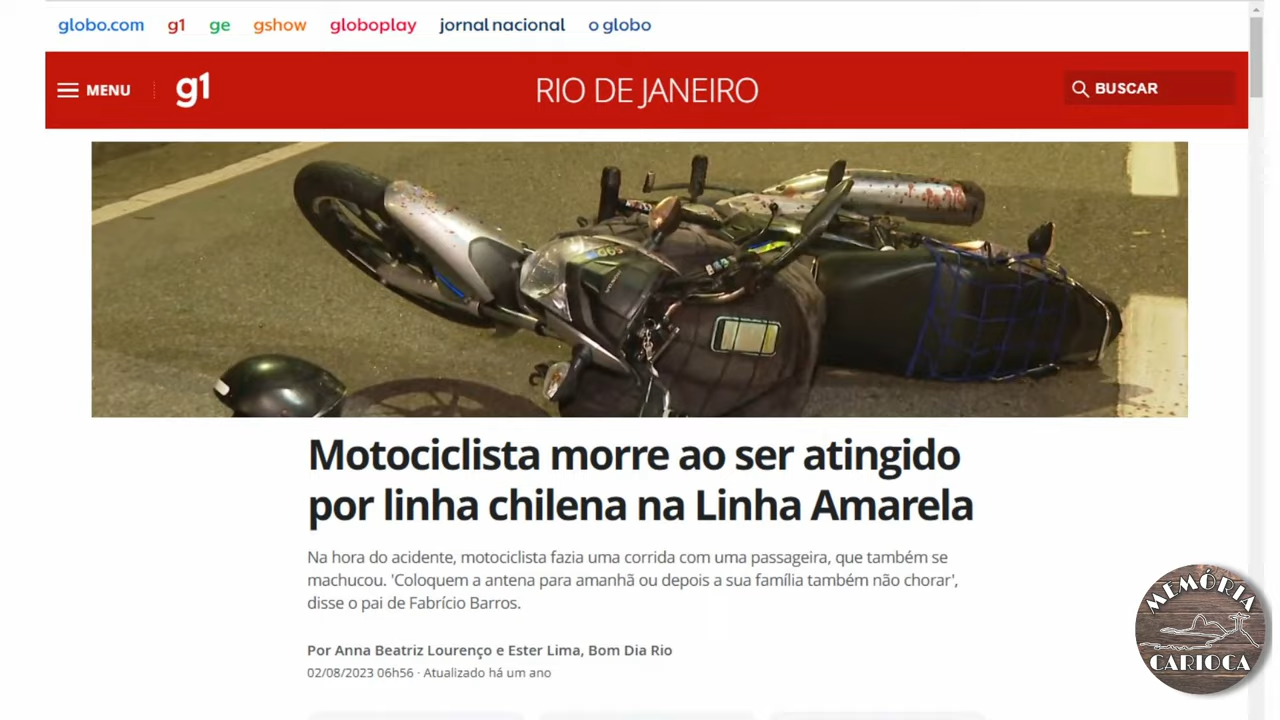 globo.com g1 ge gshow globoplay jornal nacional o globo
MENU g1 RIO DE JANEIRO BUSCAR
Motociclista morre ao ser atingido
por linha chilena na Linha Amarela
Na hora do acidente, motociclista fazia uma corrida com uma passageira, que também se
machucou. 'Coloquem a antena para amanhã ou depois a sua família também não chorar',
disse o pai de Fabrício Barros.
Por Anna Beatriz Lourenço e Ester Lima, Bom Dia Rio
02/08/2023 06h56 · Atualizado há um ano
MEMÓRIA
CARIOCA